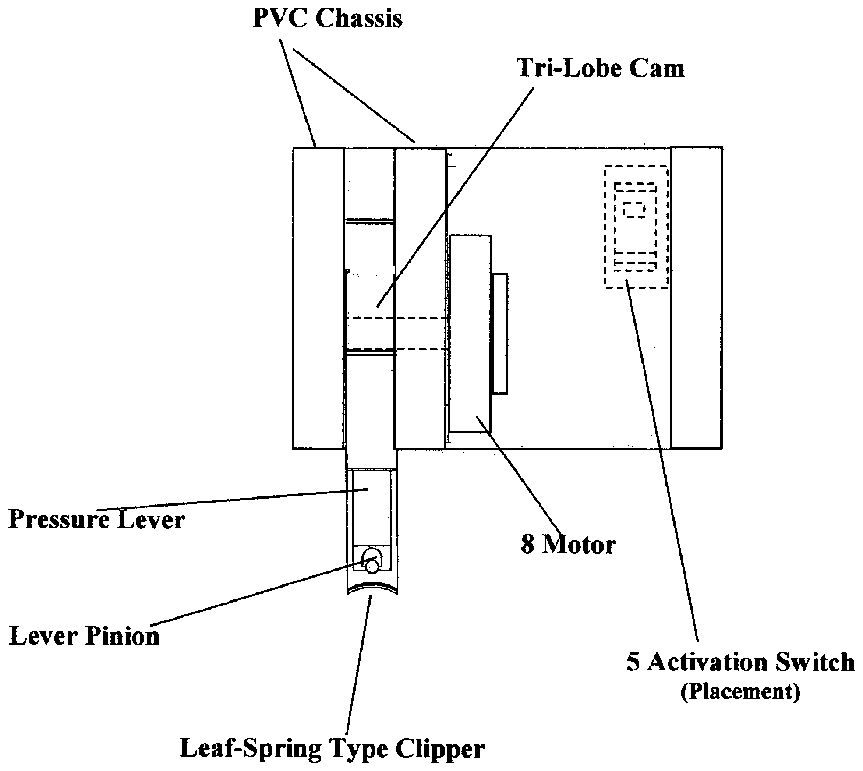 PVC Chassis
Tri-Lobe Cam
Pressure Lever
8 Motor
Lever Pinion
5 Activation Switch
(Placement)
Leaf-Spring Type Clipper